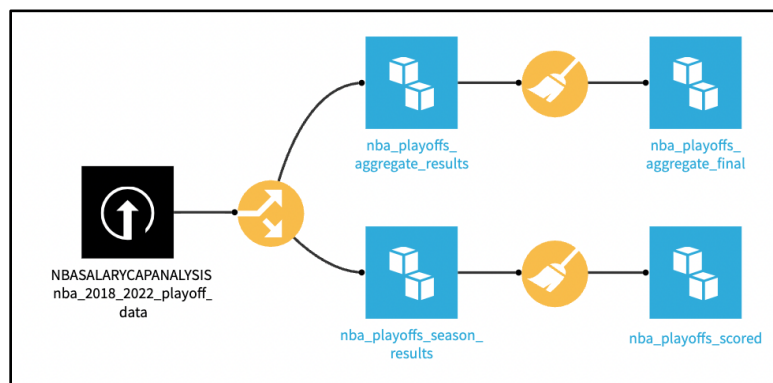 nba_playoffs_
aggregate_results
nba_playoffs_
aggregate_final
NBASALARYCAPANALYSIS
nba_2018_2022_playoff_
data
nba_playoffs_season_
results
nba_playoffs_scored